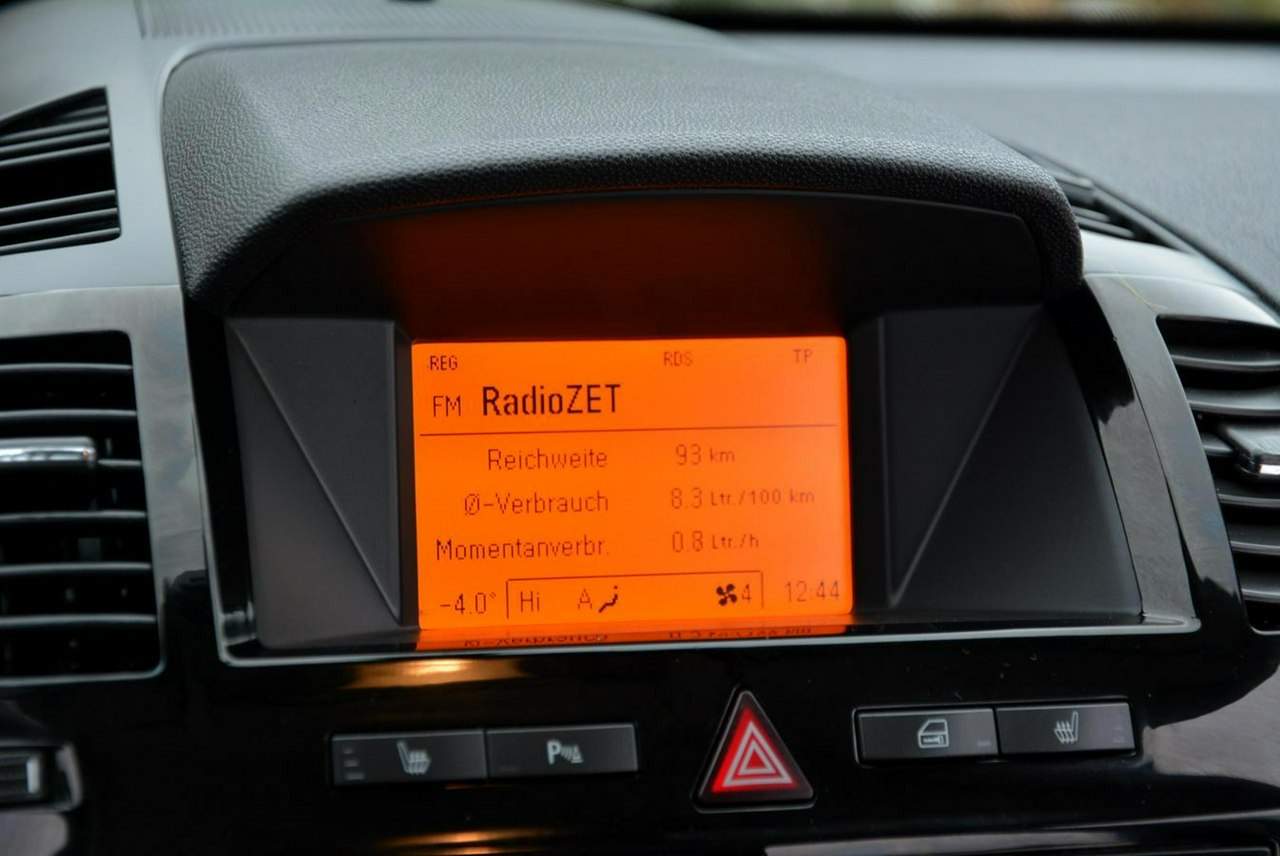 REG RDS TP
FM RadioZET
Reichweite 93 km
Ø-Verbrauch 8.3 Ltr./100 km
Momentanverbr. 0.8 Ltr./h
-4.0° Hi A 4 12:44
P